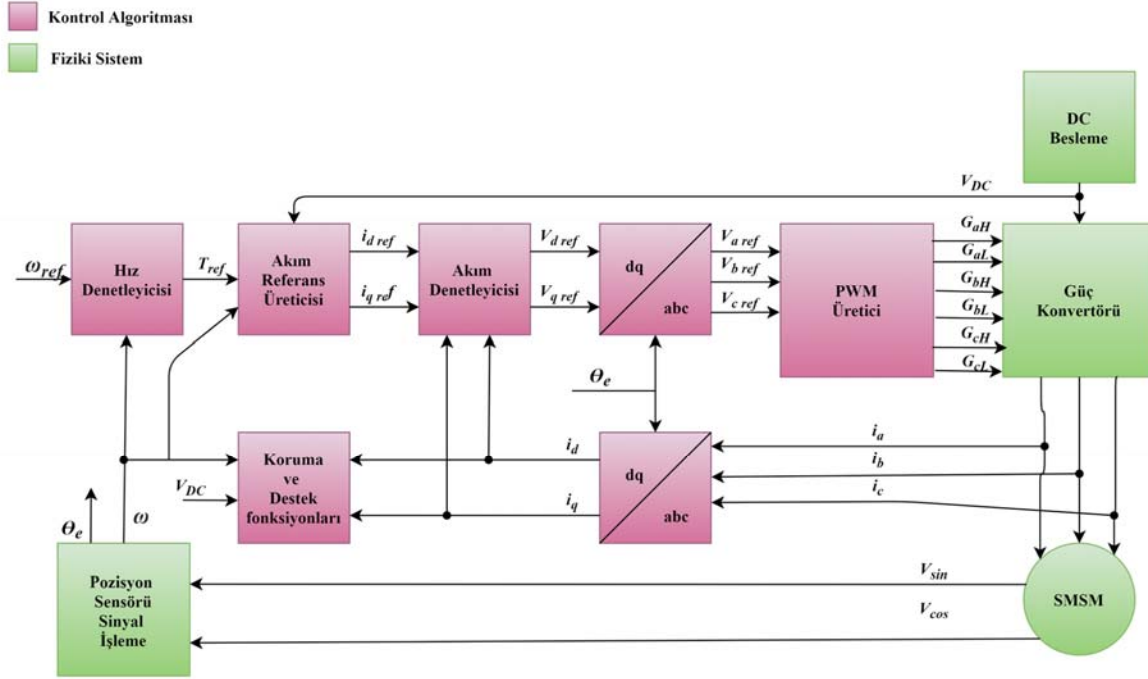 Kontrol Algoritması
Fiziki Sistem
DC
Besleme
V_DC
ω_ref
Hız
Denetleyicisi
T_ref
Akım
Referans
Üreticisi
i_d ref
i_q ref
Akım
Denetleyicisi
V_d ref
V_q ref
dq
abc
V_a ref
V_b ref
V_c ref
PWM
Üretici
G_aH
G_aL
G_bH
G_bL
G_cH
G_cL
Güç
Konvertörü
Θ_e
Koruma
ve
Destek
fonksiyonları
V_DC
i_d
i_q
dq
abc
i_a
i_b
i_c
Θ_e
ω
Pozisyon
Sensörü
Sinyal
İşleme
V_sin
V_cos
SMSM